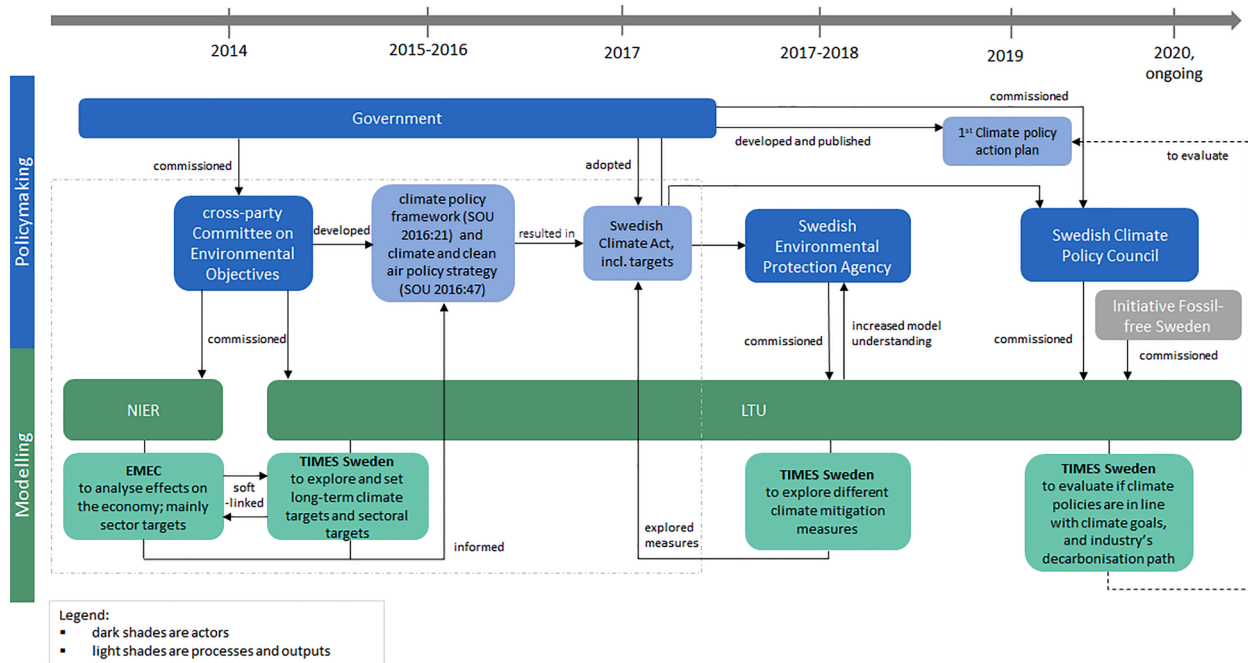 2014
2015-2016
2017
2017-2018
2019
2020,
ongoing
Policymaking
Government
commissioned
commissioned
developed and published
1st Climate policy
action plan
to evaluate
adopted
cross-party
Committee on
Environmental
Objectives
developed
climate policy
framework (SOU
2016:21) and
climate and clean
air policy strategy
(SOU 2016:47)
resulted in
Swedish
Climate Act,
incl. targets
Swedish
Environmental
Protection Agency
Swedish Climate
Policy Council
Initiative Fossil-
free Sweden
commissioned
commissioned
increased model
understanding
commissioned
commissioned
Modelling
NIER
LTU
EMEC
to analyse effects on
the economy; mainly
sector targets
soft
-linked
TIMES Sweden
to explore and set
long-term climate
targets and sectoral
targets
informed
explored
measures
TIMES Sweden
to explore different
climate mitigation
measures
TIMES Sweden
to evaluate if climate
policies are in line
with climate goals,
and industry's
decarbonisation path
Legend:
▪ dark shades are actors
▪ light shades are processes and outputs